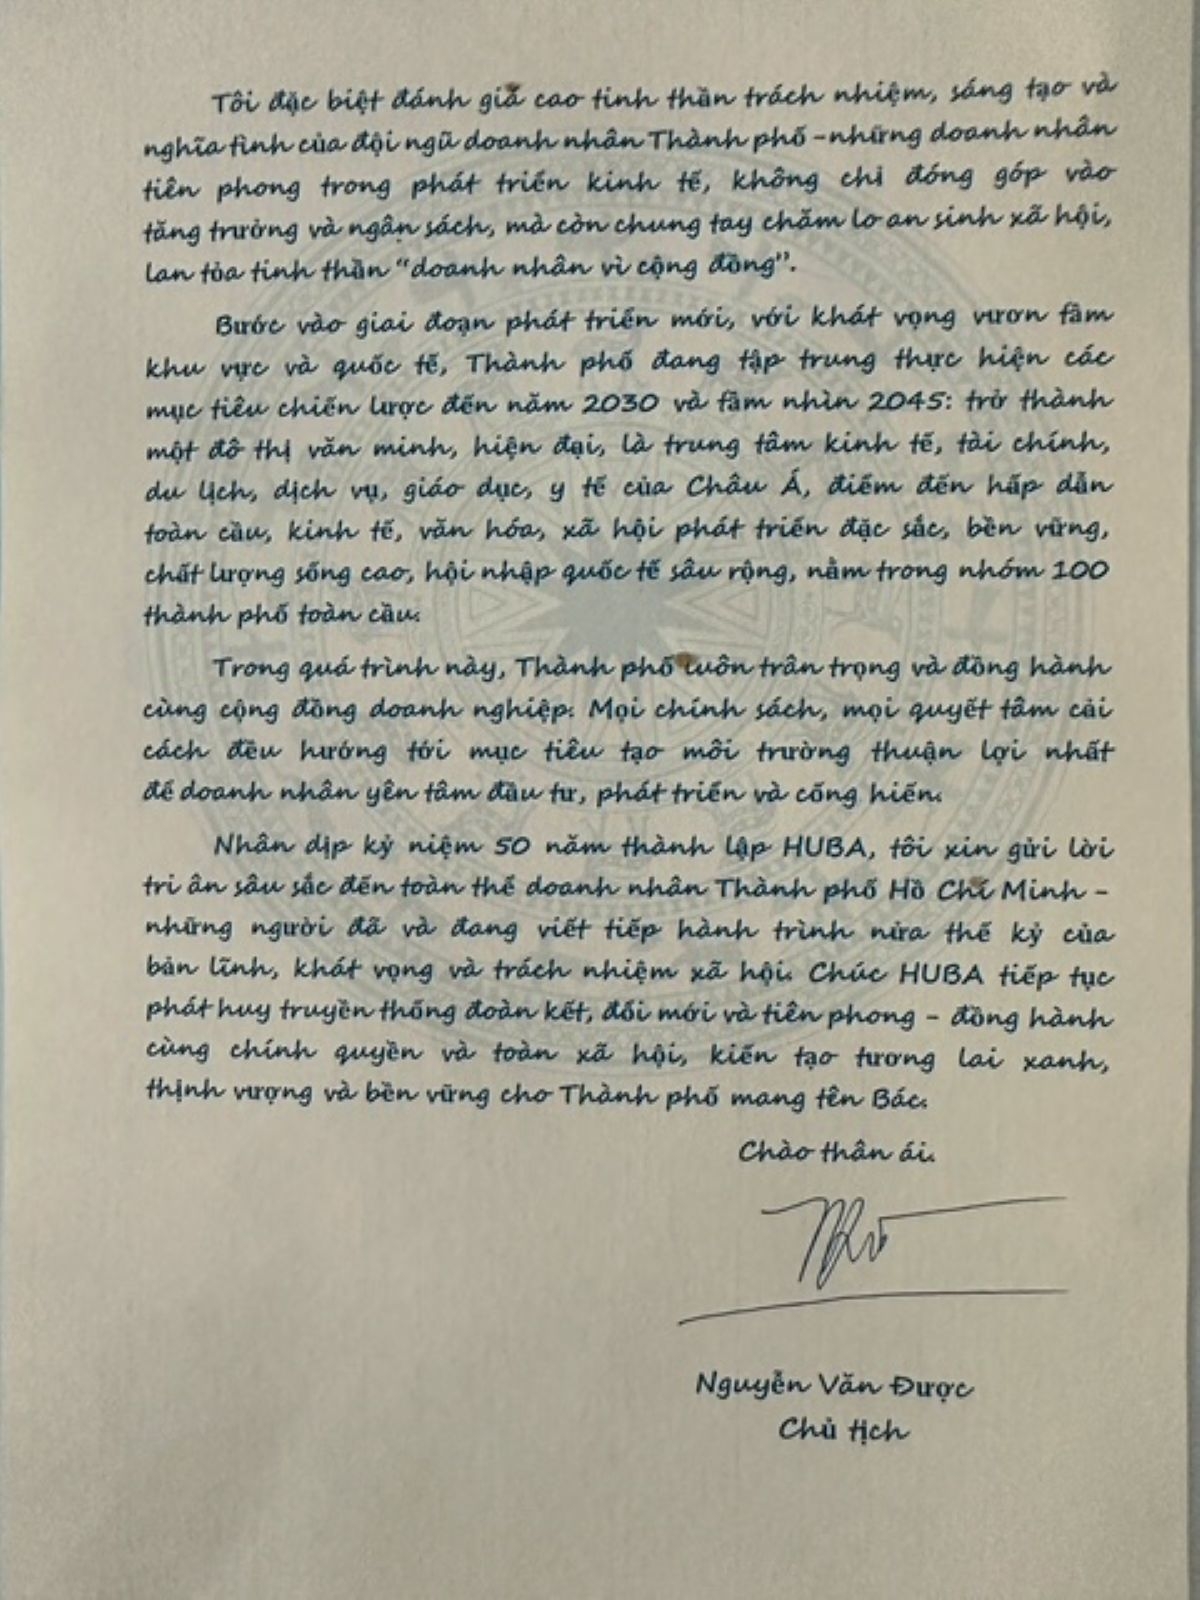 Tôi đặc biệt đánh giá cao tinh thần trách nhiệm, sáng tạo và
nghĩa tình của đội ngũ doanh nhân Thành phố - những doanh nhân
tiên phong trong phát triển kinh tế, không chỉ đóng góp vào
tăng trưởng và ngân sách, mà còn chung tay chăm lo an sinh xã hội,
lan tỏa tinh thần “doanh nhân vì cộng đồng”.
Bước vào giai đoạn phát triển mới, với khát vọng vươn tầm
khu vực và quốc tế, Thành phố đang tập trung thực hiện các
mục tiêu chiến lược đến năm 2030 và tầm nhìn 2045: trở thành
một đô thị văn minh, hiện đại, là trung tâm kinh tế, tài chính,
du lịch, dịch vụ, giáo dục, y tế của Châu Á, điểm đến hấp dẫn
toàn cầu, kinh tế, văn hóa, xã hội phát triển đặc sắc, bền vững,
chất lượng sống cao, hội nhập quốc tế sâu rộng, nằm trong nhóm 100
thành phố toàn cầu.
Trong quá trình này, Thành phố luôn trân trọng và đồng hành
cùng cộng đồng doanh nghiệp. Mọi chính sách, mọi quyết tâm cải
cách đều hướng tới mục tiêu tạo môi trường thuận lợi nhất
để doanh nhân yên tâm đầu tư, phát triển và cống hiến.
Nhân dịp kỷ niệm 50 năm thành lập HUBA, tôi xin gửi lời
tri ân sâu sắc đến toàn thể doanh nhân Thành phố Hồ Chí Minh -
những người đã và đang viết tiếp hành trình nửa thế kỷ của
bản lĩnh, khát vọng và trách nhiệm xã hội. Chúc HUBA tiếp tục
phát huy truyền thống đoàn kết, đổi mới và tiên phong - đồng hành
cùng chính quyền và toàn xã hội, kiến tạo tương lai xanh,
thịnh vượng và bền vững cho Thành phố mang tên Bác.
Chào thân ái.
Nguyễn Văn Được
Chủ tịch